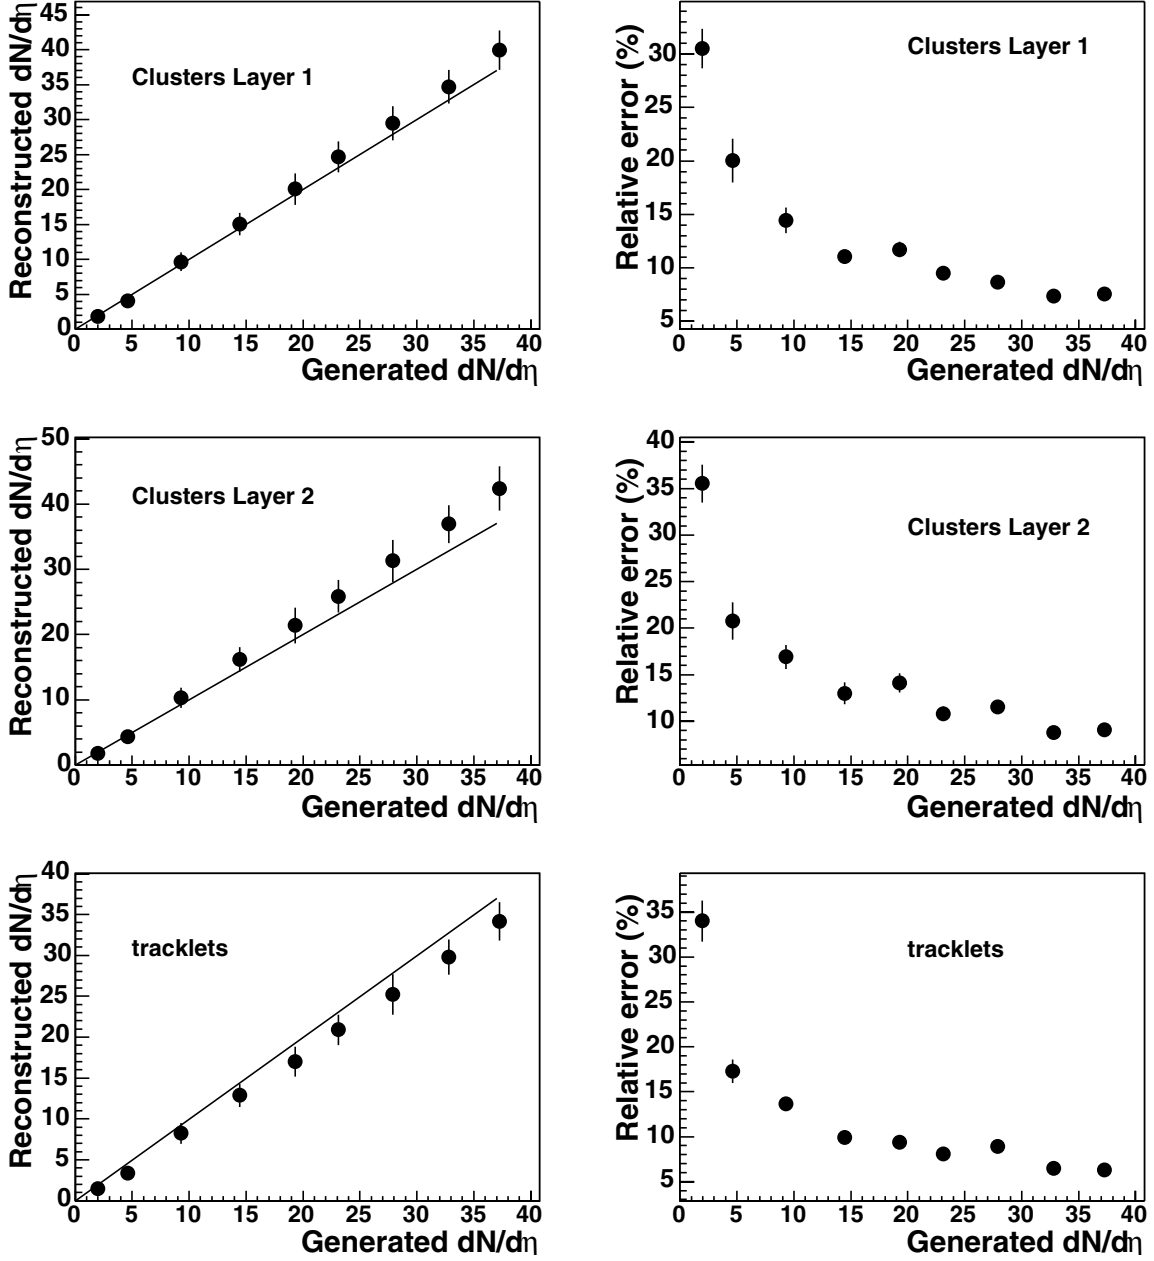 Reconstructed dN/dη
45
40
35
30
25
20
15
10
5
0
Clusters Layer 1
0 5 10 15 20 25 30 35 40
Generated dN/dη
Relative error (%)
30
25
20
15
10
5
Clusters Layer 1
0 5 10 15 20 25 30 35 40
Generated dN/dη
Reconstructed dN/dη
50
40
30
20
10
0
Clusters Layer 2
0 5 10 15 20 25 30 35 40
Generated dN/dη
Relative error (%)
40
35
30
25
20
15
10
Clusters Layer 2
0 5 10 15 20 25 30 35 40
Generated dN/dη
Reconstructed dN/dη
40
35
30
25
20
15
10
5
0
tracklets
0 5 10 15 20 25 30 35 40
Generated dN/dη
Relative error (%)
35
30
25
20
15
10
5
tracklets
0 5 10 15 20 25 30 35 40
Generated dN/dη